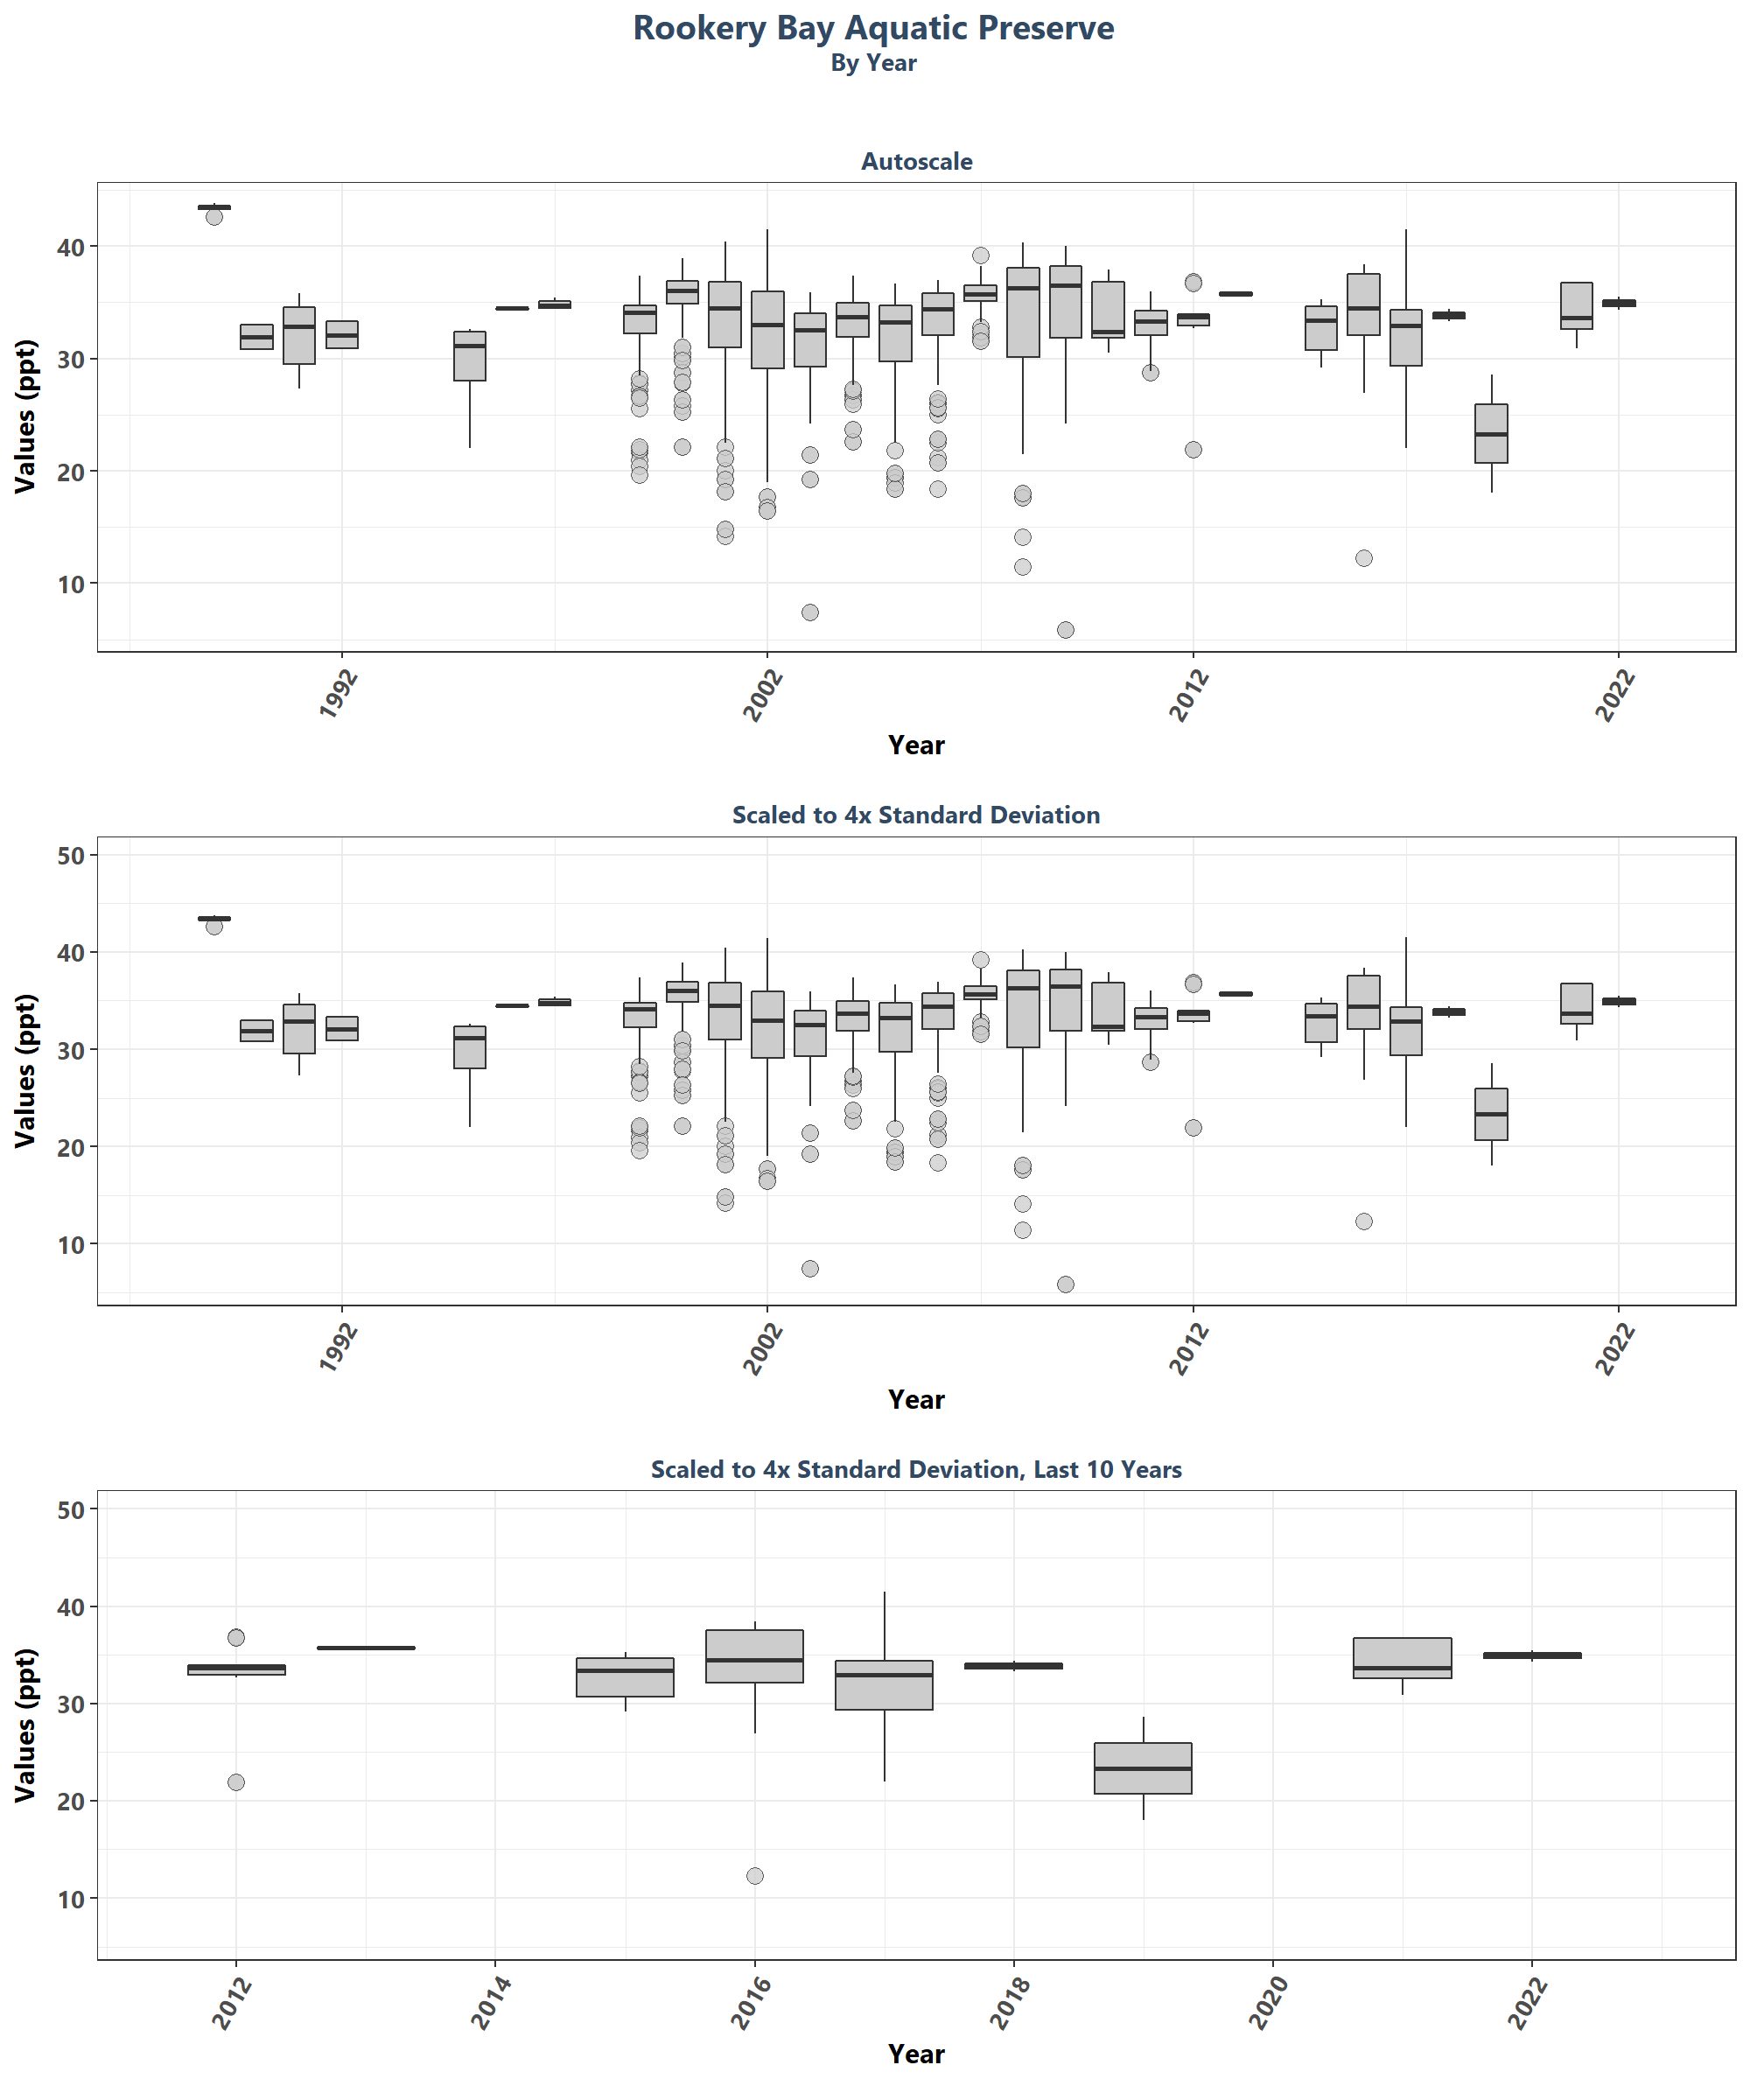 Rookery Bay Aquatic Preserve
By Year
Autoscale
Values (ppt)
40
30
20
10
1992
2002
2012
2022
Year
Scaled to 4x Standard Deviation
Values (ppt)
50
40
30
20
10
1992
2002
2012
2022
Year
Scaled to 4x Standard Deviation, Last 10 Years
Values (ppt)
50
40
30
20
10
2012
2014
2016
2018
2020
2022
Year